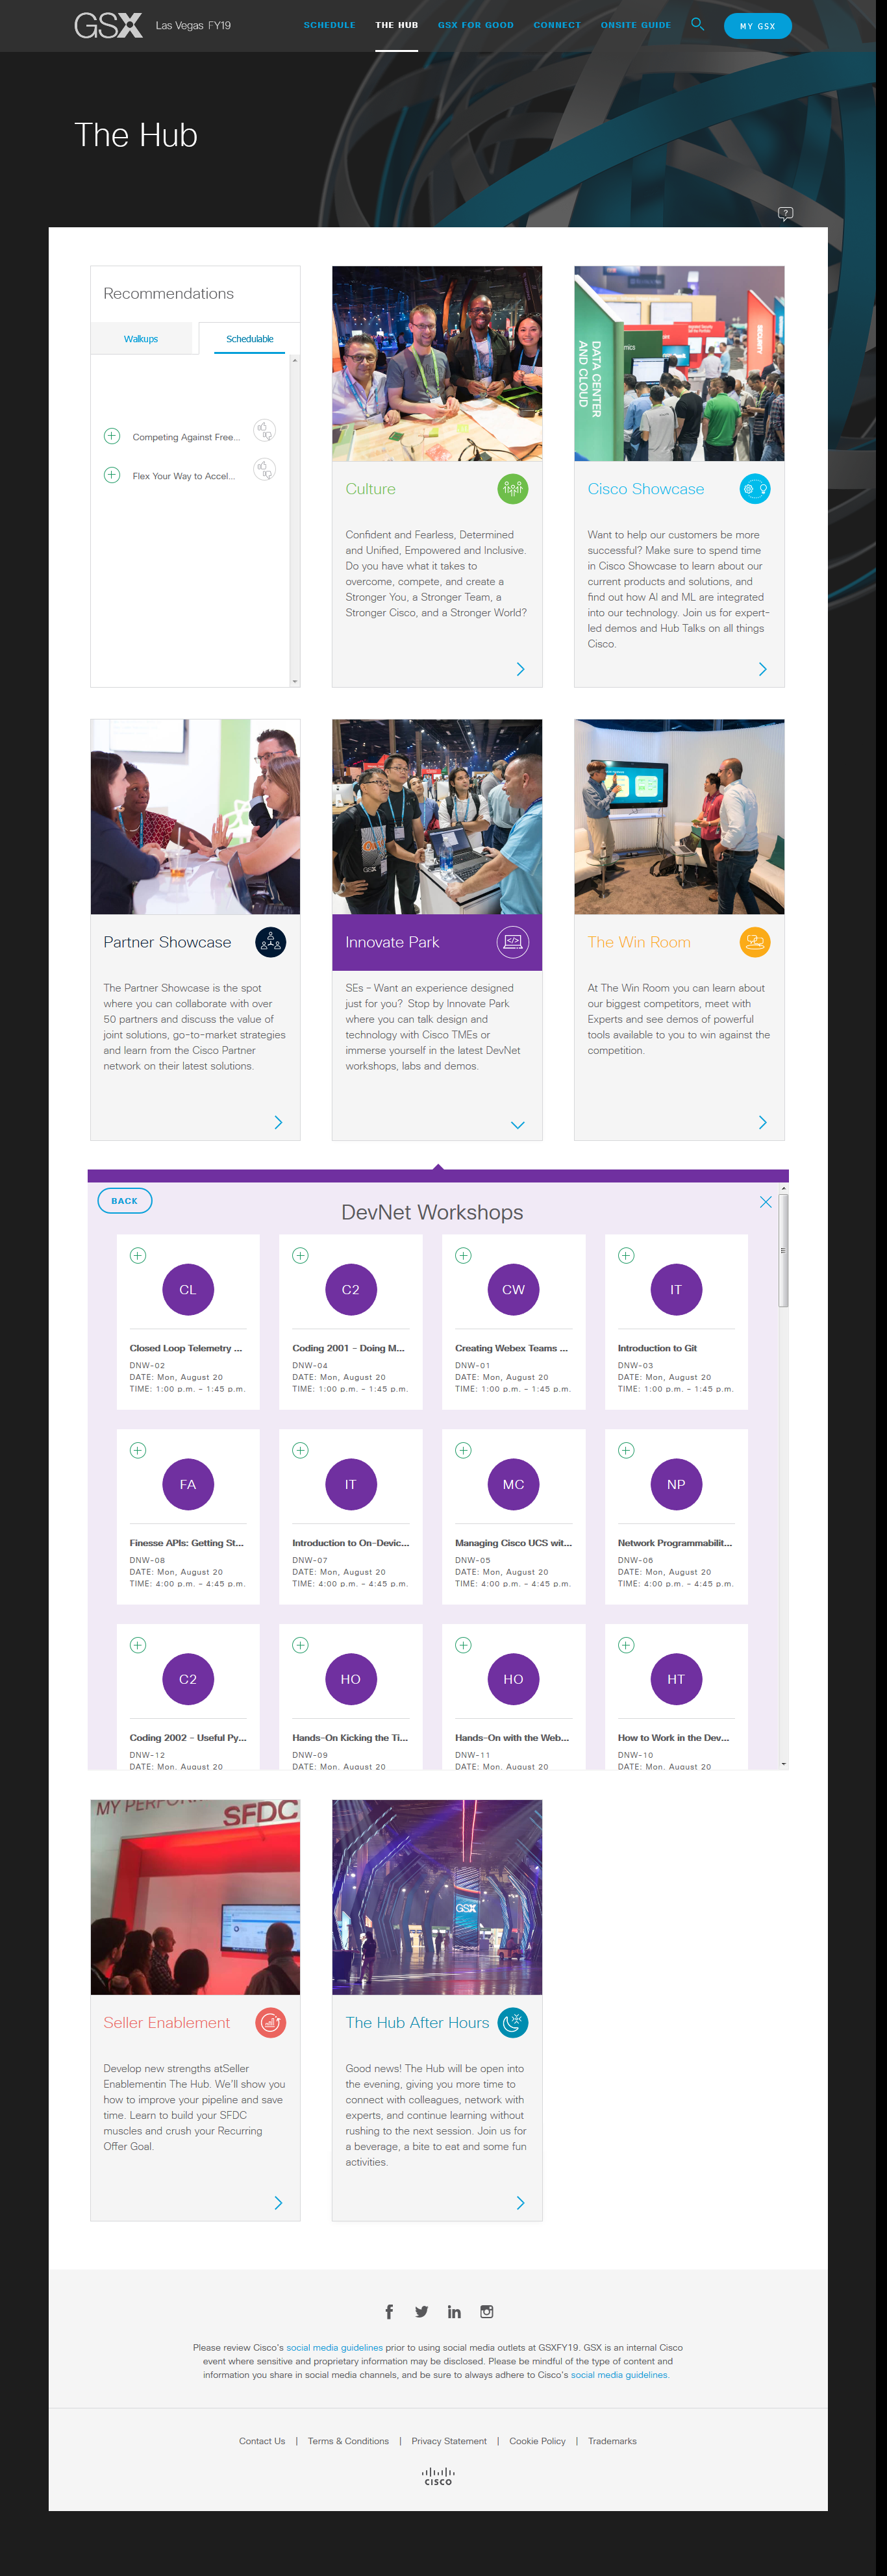 GSX Las Vegas FY19 SCHEDULE THE HUB GSX FOR GOOD CONNECT ONSITE GUIDE MY GSX
The Hub
?
Recommendations
Walkups Schedulable
Competing Against Free...
Flex Your Way to Accel...
Culture
Confident and Fearless, Determined
and Unified, Empowered and Inclusive.
Do you have what it takes to
overcome, compete, and create a
Stronger You, a Stronger Team, a
Stronger Cisco, and a Stronger World?
DATA CENTER
AND CLOUD
SECURITY
Cisco Showcase
Want to help our customers be more
successful? Make sure to spend time
in Cisco Showcase to learn about our
current products and solutions, and
find out how AI and ML are integrated
into our technology. Join us for expert-
led demos and Hub Talks on all things
Cisco.
Partner Showcase
The Partner Showcase is the spot
where you can collaborate with over
50 partners and discuss the value of
joint solutions, go-to-market strategies
and learn from the Cisco Partner
network on their latest solutions.
GSX
Innovate Park
SEs - Want an experience designed
just for you? Stop by Innovate Park
where you can talk design and
technology with Cisco TMEs or
immerse yourself in the latest DevNet
workshops, labs and demos.
The Win Room
At The Win Room you can learn about
our biggest competitors, meet with
Experts and see demos of powerful
tools available to you to win against the
competition.
BACK
DevNet Workshops
CL
Closed Loop Telemetry ...
DNW-02
DATE: Mon, August 20
TIME: 1:00 p.m. - 1:45 p.m.
C2
Coding 2001 - Doing M...
DNW-04
DATE: Mon, August 20
TIME: 1:00 p.m. - 1:45 p.m.
CW
Creating Webex Teams ...
DNW-01
DATE: Mon, August 20
TIME: 1:00 p.m. - 1:45 p.m.
IT
Introduction to Git
DNW-03
DATE: Mon, August 20
TIME: 1:00 p.m. - 1:45 p.m.
FA
Finesse APIs: Getting St...
DNW-08
DATE: Mon, August 20
TIME: 4:00 p.m. - 4:45 p.m.
IT
Introduction to On-Devic...
DNW-07
DATE: Mon, August 20
TIME: 4:00 p.m. - 4:45 p.m.
MC
Managing Cisco UCS wit...
DNW-05
DATE: Mon, August 20
TIME: 4:00 p.m. - 4:45 p.m.
NP
Network Programmabilit...
DNW-06
DATE: Mon, August 20
TIME: 4:00 p.m. - 4:45 p.m.
C2
Coding 2002 - Useful Py...
DNW-12
DATE: Mon, August 20
HO
Hands-On Kicking the Ti...
DNW-09
DATE: Mon, August 20
HO
Hands-On with the Web...
DNW-11
DATE: Mon, August 20
HT
How to Work in the Dev...
DNW-10
DATE: Mon, August 20
MY
SFDC
Seller Enablement
Develop new strengths atSeller
Enablementin The Hub. We'll show you
how to improve your pipeline and save
time. Learn to build your SFDC
muscles and crush your Recurring
Offer Goal.
GSX
The Hub After Hours
Good news! The Hub will be open into
the evening, giving you more time to
connect with colleagues, network with
experts, and continue learning without
rushing to the next session. Join us for
a beverage, a bite to eat and some fun
activities.
Please review Cisco's social media guidelines prior to using social media outlets at GSXFY19. GSX is an internal Cisco
event where sensitive and proprietary information may be disclosed. Please be mindful of the type of content and
information you share in social media channels, and be sure to always adhere to Cisco's social media guidelines.
Contact Us | Terms & Conditions | Privacy Statement | Cookie Policy | Trademarks
CISCO